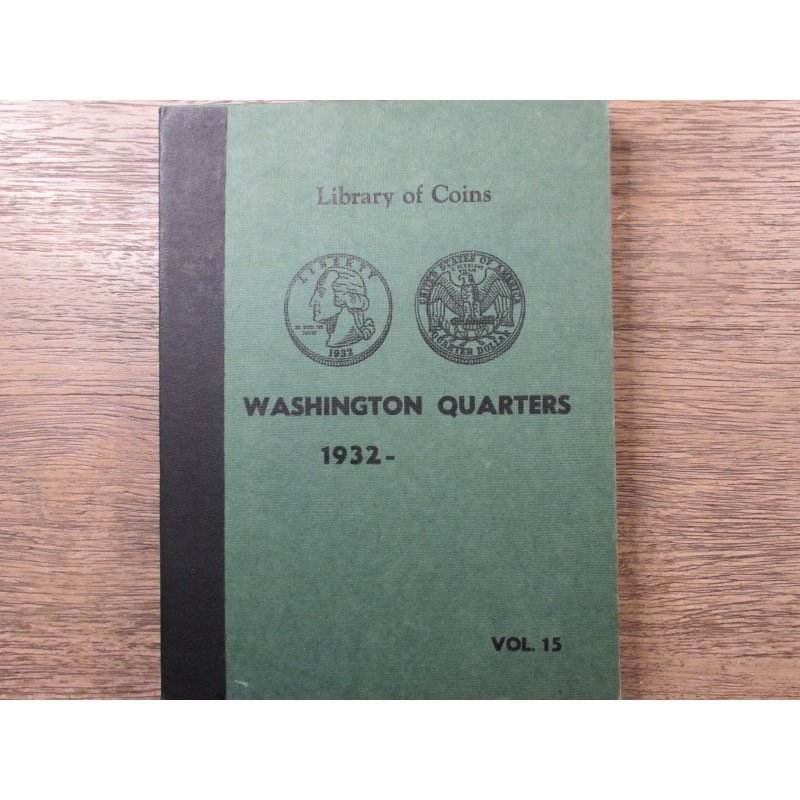 Library of Coins
LIBERTY
IN GOD WE
TRUST
1932
UNITED STATES OF AMERICA
QUARTER DOLLAR
WASHINGTON QUARTERS
1932-
VOL. 15